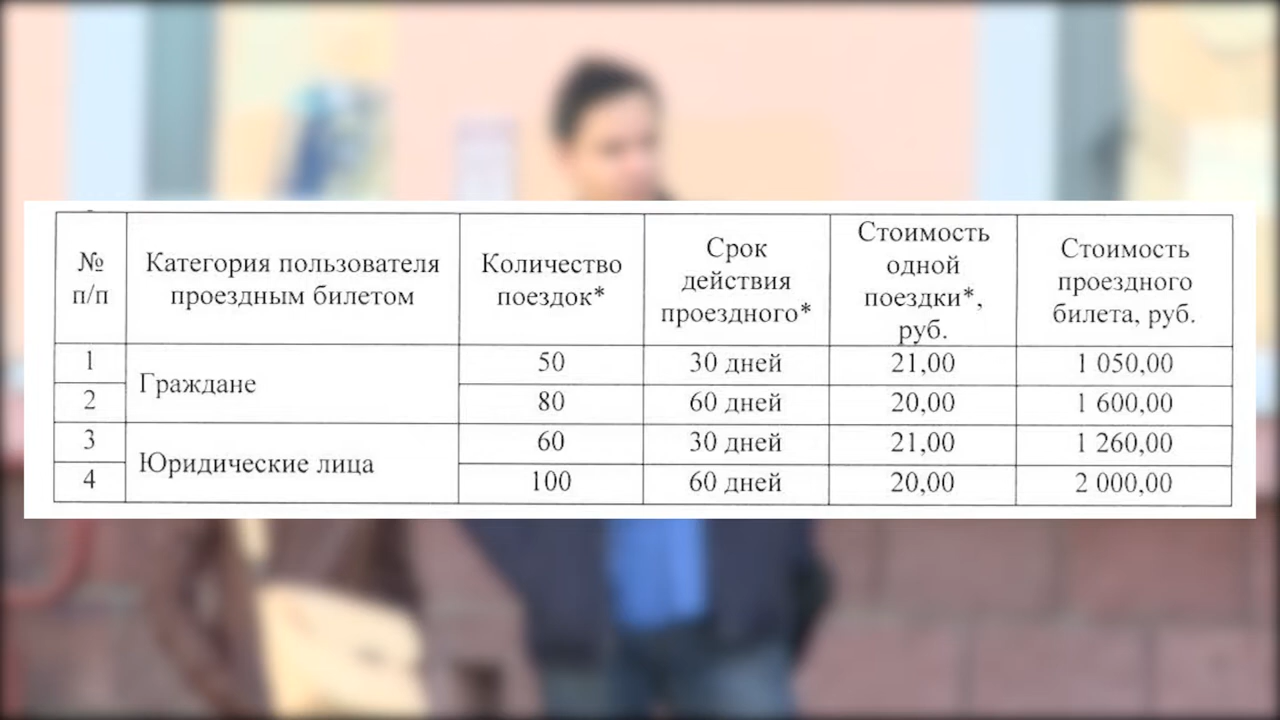 № п/п
Категория пользователя проездным билетом
Количество поездок*
Срок действия проездного*
Стоимость одной поездки*, руб.
Стоимость проездного билета, руб.
1 Граждане 50 30 дней 21,00 1 050,00
2 80 60 дней 20,00 1 600,00
3 Юридические лица 60 30 дней 21,00 1 260,00
4 100 60 дней 20,00 2 000,00